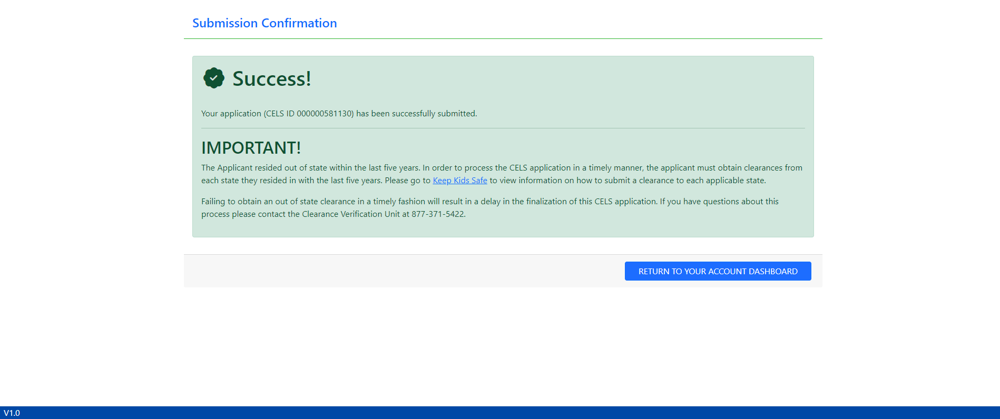 Submission Confirmation
Success!
Your application (CELS ID 000000581130) has been successfully submitted.
IMPORTANT!
The Applicant resided out of state within the last five years. In order to process the CELS application in a timely manner, the applicant must obtain clearances from
each state they resided in with the last five years. Please go to Keep Kids Safe to view information on how to submit a clearance to each applicable state.
Failing to obtain an out of state clearance in a timely fashion will result in a delay in the finalization of this CELS application. If you have questions about this
process please contact the Clearance Verification Unit at 877-371-5422.
RETURN TO YOUR ACCOUNT DASHBOARD
V1.0